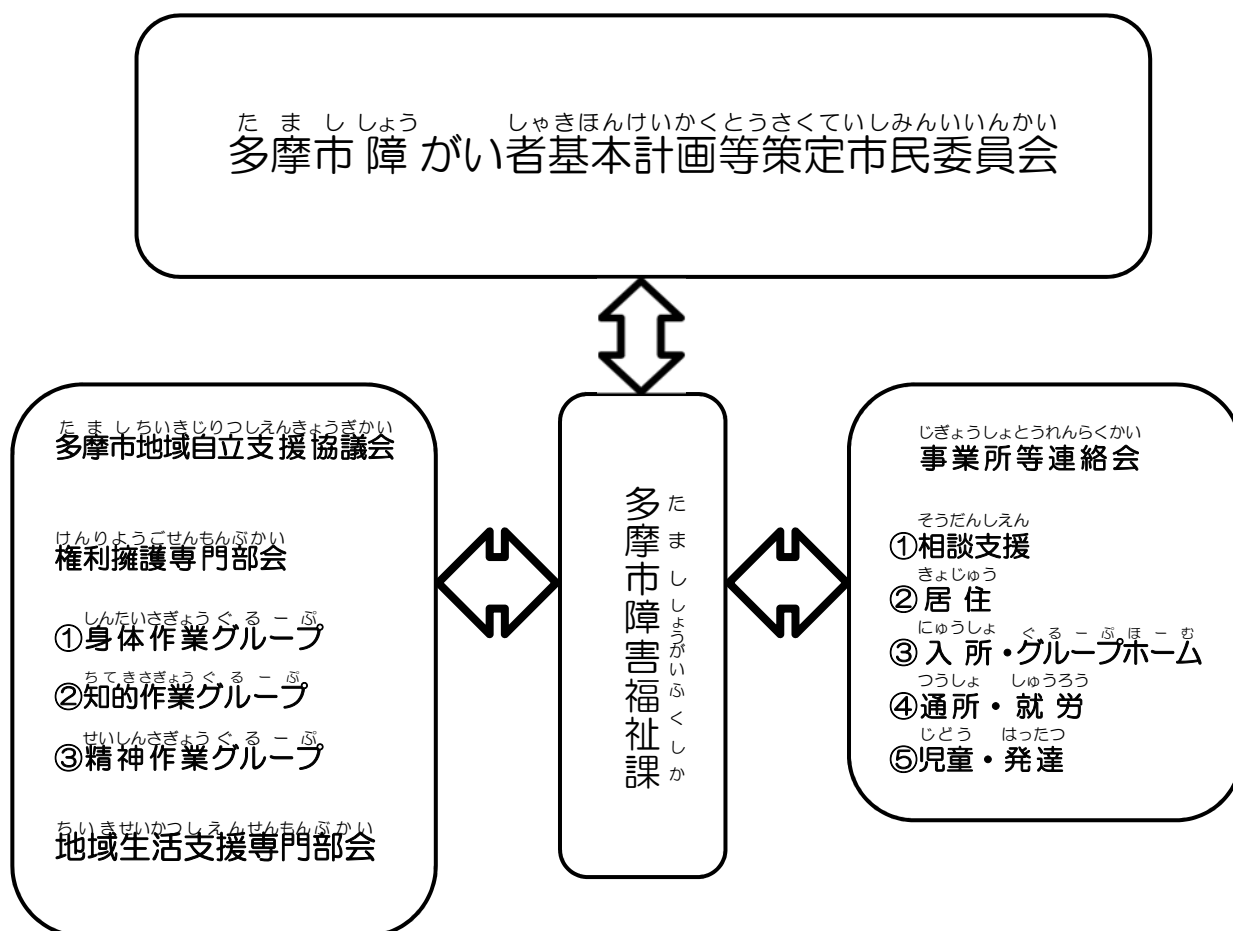 たまししょう しゃきほんけいかくとうさくていしみんいいんかい
多摩市障がい者基本計画等策定市民委員会
たましちいきじりつしえんきょうぎかい
多摩市地域自立支援協議会
けんりようごせんもんぶかい
権利擁護専門部会
しんたいさぎょうぐるーぷ
①身体作業グループ
ちてきさぎょうぐるーぷ
②知的作業グループ
せいしんさぎょうぐるーぷ
③精神作業グループ
ちいきせいかつしえんせんもんぶかい
地域生活支援専門部会
多摩市障害福祉課
たまししょうがいふくしか
じぎょうしょとうれんらくかい
事業所等連絡会
そうだんしえん
①相談支援
きょじゅう
②居住
にゅうしょ ぐるーぷほーむ
③入所・グループホーム
つうしょ しゅうろう
④通所・就労
じどう はったつ
⑤児童・発達